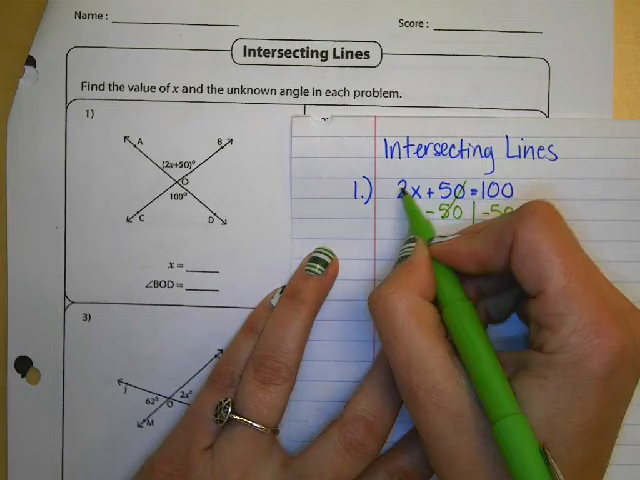 Name : Score :
Intersecting Lines
Find the value of x and the unknown angle in each problem.
1)
A
B
(2x+50)°
O
100°
C
D
x =
∠BOD =
3)
J
63°
O
2x°
M
Intersecting Lines
1.) 2x + 50 = 100
- 50 | - 50